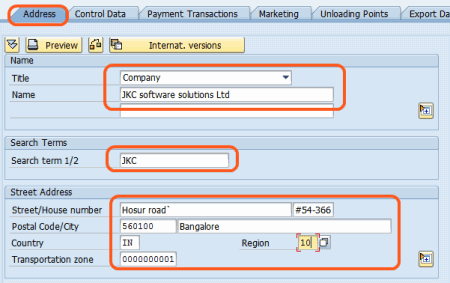 Address Control Data Payment Transactions Marketing Unloading Points Export Da
Preview Internat. versions
Name
Title Company
Name JKC software solutions Ltd
Search Terms
Search term 1/2 JKC
Street Address
Street/House number Hosur road` #54-366
Postal Code/City 560100 Bangalore
Country IN Region 10
Transportation zone 0000000001